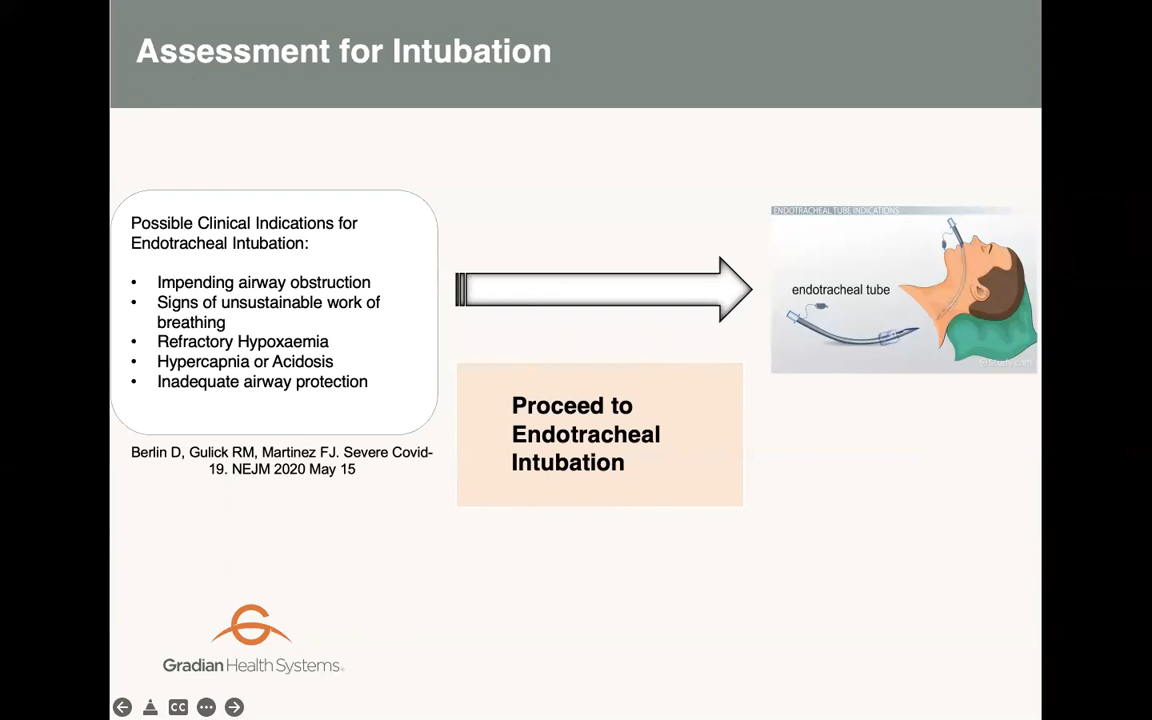 Assessment for Intubation
Possible Clinical Indications for
Endotracheal Intubation:
• Impending airway obstruction
• Signs of unsustainable work of
breathing
• Refractory Hypoxaemia
• Hypercapnia or Acidosis
• Inadequate airway protection
Berlin D, Gulick RM, Martinez FJ. Severe Covid-
19. NEJM 2020 May 15
Proceed to
Endotracheal
Intubation
ENDOTRACHEAL TUBE INDICATIONS
endotracheal tube
Gradian Health Systems
CC